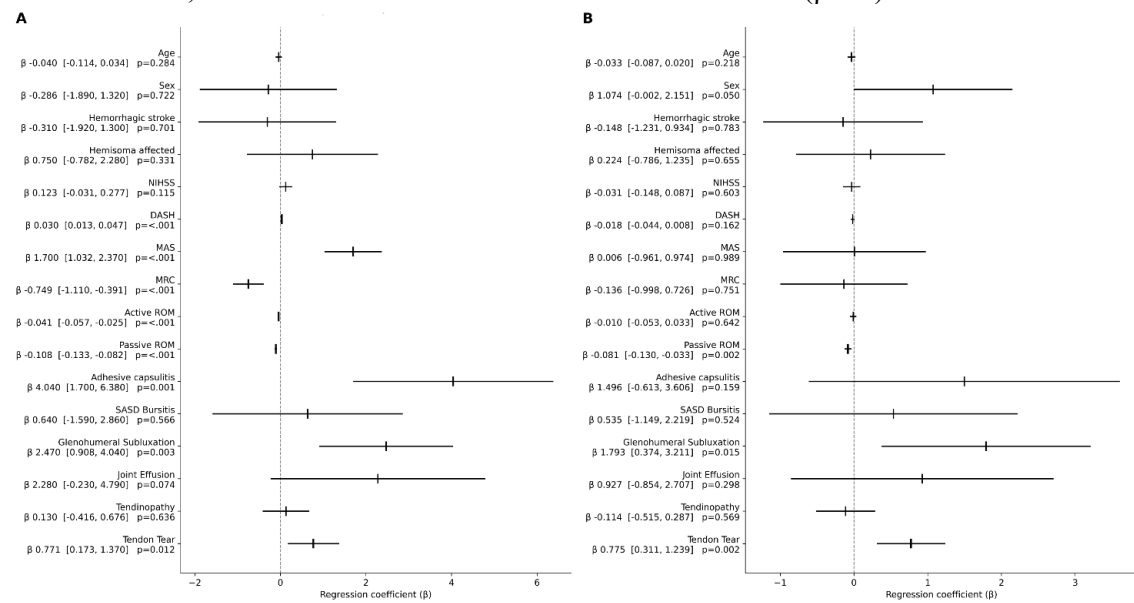 A
Age
β -0.040 [-0.114, 0.034] p=0.284
Sex
β -0.286 [-1.890, 1.320] p=0.722
Hemorrhagic stroke
β -0.310 [-1.920, 1.300] p=0.701
Hemisoma affected
β 0.750 [-0.782, 2.280] p=0.331
NIHSS
β 0.123 [-0.031, 0.277] p=0.115
DASH
β 0.030 [0.013, 0.047] p=<.001
MAS
β 1.700 [1.032, 2.370] p=<.001
MRC
β -0.749 [-1.110, -0.391] p=<.001
Active ROM
β -0.041 [-0.057, -0.025] p=<.001
Passive ROM
β -0.108 [-0.133, -0.082] p=<.001
Adhesive capsulitis
β 4.040 [1.700, 6.380] p=0.001
SASD Bursitis
β 0.640 [-1.590, 2.860] p=0.566
Glenohumeral Subluxation
β 2.470 [0.908, 4.040] p=0.003
Joint Effusion
β 2.280 [-0.230, 4.790] p=0.074
Tendinopathy
β 0.130 [-0.416, 0.676] p=0.636
Tendon Tear
β 0.771 [0.173, 1.370] p=0.012
−2 0 2 4 6
Regression coefficient (β)
B
Age
β -0.033 [-0.087, 0.020] p=0.218
Sex
β 1.074 [-0.002, 2.151] p=0.050
Hemorrhagic stroke
β -0.148 [-1.231, 0.934] p=0.783
Hemisoma affected
β 0.224 [-0.786, 1.235] p=0.655
NIHSS
β -0.031 [-0.148, 0.087] p=0.603
DASH
β -0.018 [-0.044, 0.008] p=0.162
MAS
β 0.006 [-0.961, 0.974] p=0.989
MRC
β -0.136 [-0.998, 0.726] p=0.751
Active ROM
β -0.010 [-0.053, 0.033] p=0.642
Passive ROM
β -0.081 [-0.130, -0.033] p=0.002
Adhesive capsulitis
β 1.496 [-0.613, 3.606] p=0.159
SASD Bursitis
β 0.535 [-1.149, 2.219] p=0.524
Glenohumeral Subluxation
β 1.793 [0.374, 3.211] p=0.015
Joint Effusion
β 0.927 [-0.854, 2.707] p=0.298
Tendinopathy
β -0.114 [-0.515, 0.287] p=0.569
Tendon Tear
β 0.775 [0.311, 1.239] p=0.002
−1 0 1 2 3
Regression coefficient (β)